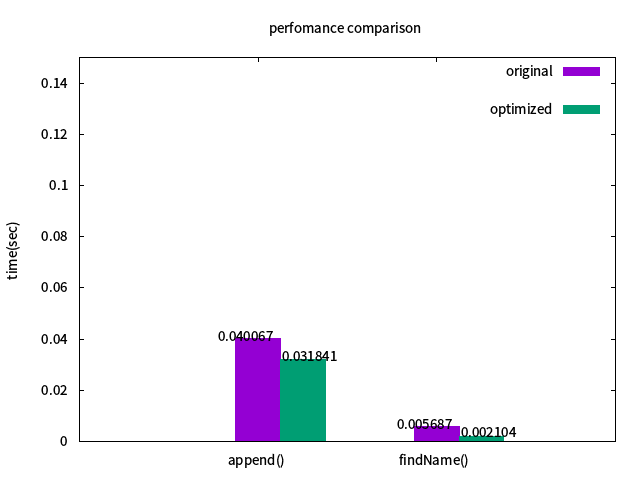 perfomance comparison
original
optimized
0.14
0.12
0.1
0.08
0.06
0.04
0.02
0
time(sec)
0.040067
0.031841
0.005687
0.002104
append()
findName()